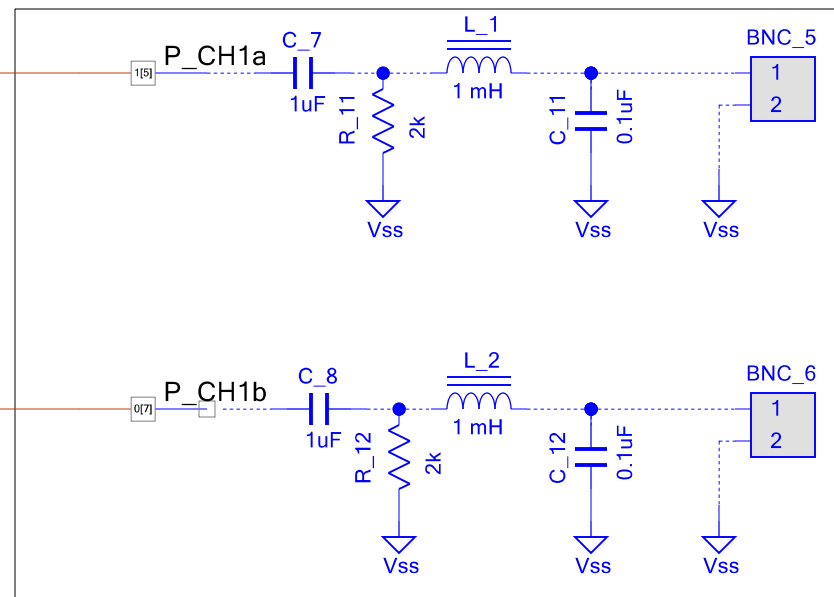 L_1
C_7
BNC_5
P_CH1a
1[5]
1
1uF
1 mH
R_11
2k
C_11
0.1uF
2
Vss
Vss
Vss
L_2
C_8
BNC_6
P_CH1b
0[7]
1
1uF
1 mH
R_12
2k
C_12
0.1uF
2
Vss
Vss
Vss